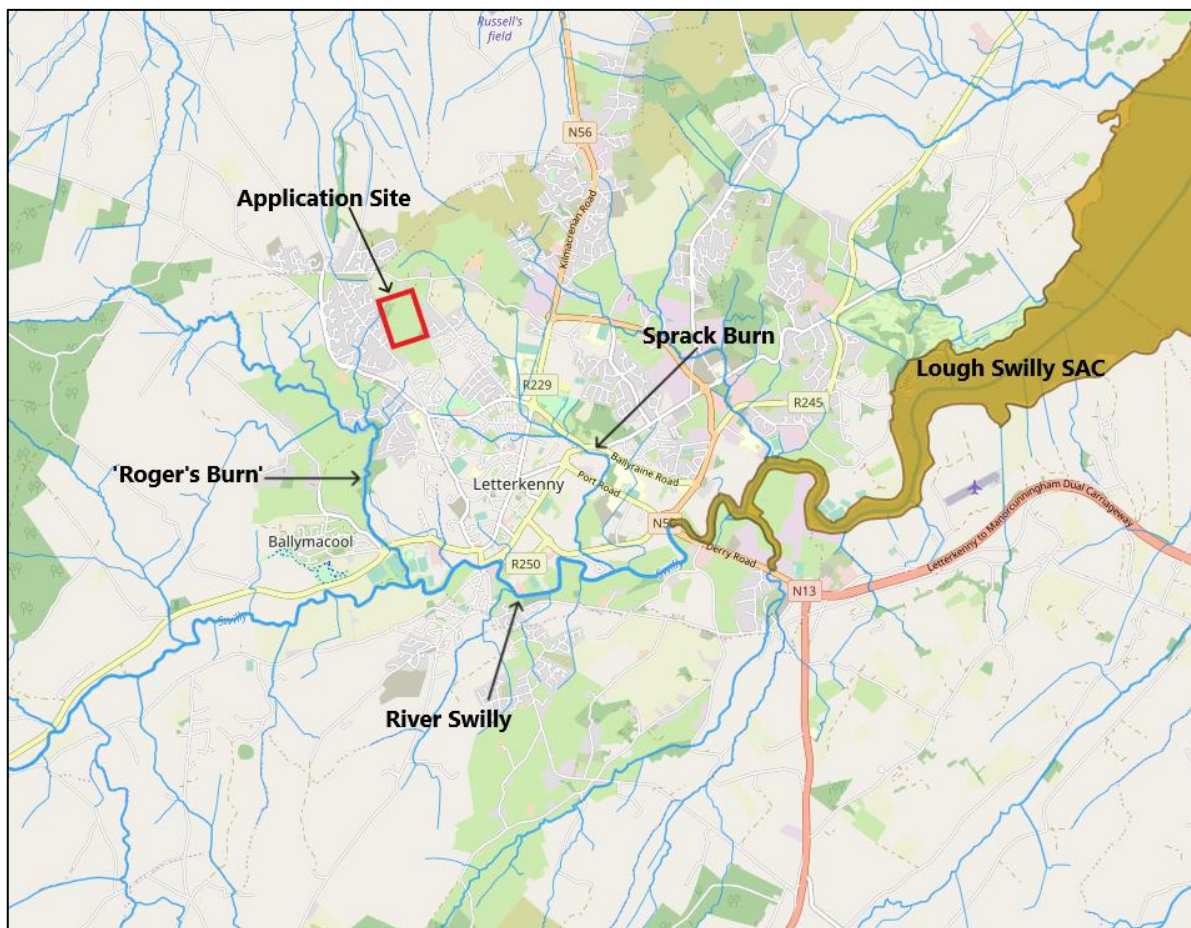 Russell's
field
N56
Kilmacrenan Road
Application Site
Sprack Burn
Lough Swilly SAC
R229
R245
Ballyraine Road
'Roger's Burn'
Letterkenny
Port Road
Letterkenny to Manorcunningham Dual Carriageway
N5
Ballymacool
Derry Road
R250
Swilly
N13
Swilly
River Swilly